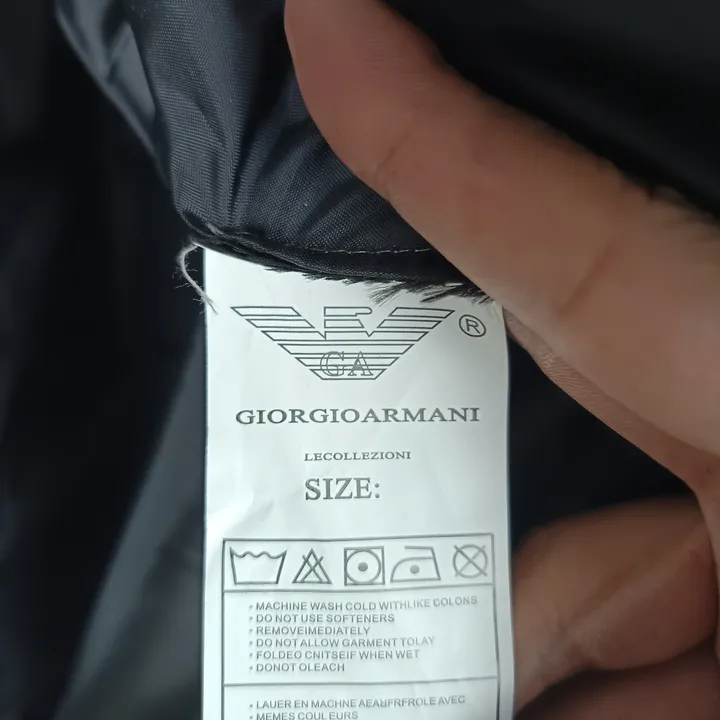 ®
GA
GIORGIOARMANI
LECOLLEZIONI
SIZE:
• MACHINE WASH COLD WITHLIKE DOLONS
• DO NOT USE SOFTENERS
• REMOVEIMEDIATELY
• DO NOT ALLOW GARMENT TOLAY
• FOLDEO CNITSEIF WHEN WET
• DONOT OLEACH
• LAUER EN MACHNE AEAUFRFROLE AVEC
• MEMES COULEURS